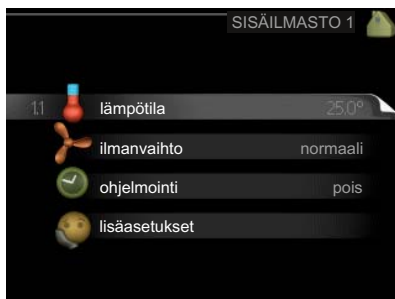 SISÄILMASTO 1
1.1 lämpötila 25.0°
ilmanvaihto normaali
ohjelmointi pois
lisäasetukset